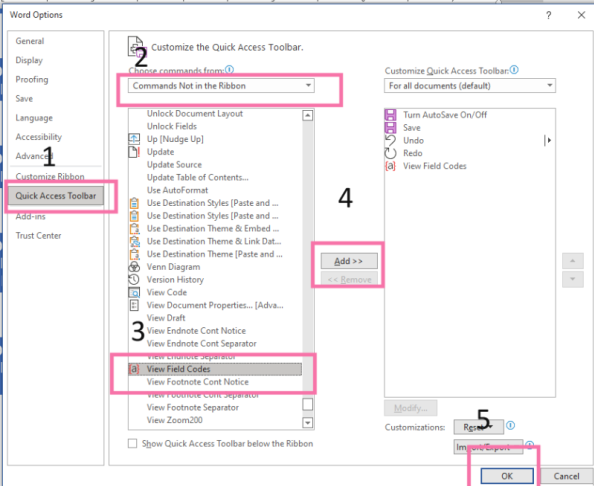 Word Options
?
X
General
Display
Proofing
Save
Language
Accessibility
Advanced
Customize Ribbon
Quick Access Toolbar
Add-ins
Trust Center
1
Customize the Quick Access Toolbar.
2
Choose commands from:
Commands Not in the Ribbon
Unlock Document Layout
Unlock Fields
Up [Nudge Up]
Update
Update Source
Update Table of Contents...
Use AutoFormat
Use Destination Styles [Paste and ...
Use Destination Styles [Paste and ...
Use Destination Theme & Embed ...
Use Destination Theme & Link Dat...
Use Destination Theme [Paste and ...
Venn Diagram
Version History
View Code
View Document Properties... [Adva...
View Draft
View Endnote Cont Notice
View Endnote Cont Separator
View Endnote Separator
3
{a} View Field Codes
View Footnote Cont Notice
View Footnote Cont Separator
View Footnote Separator
View Zoom200
Show Quick Access Toolbar below the Ribbon
4
Add >>
<< Remove
Customize Quick Access Toolbar:
For all documents (default)
Turn AutoSave On/Off
Save
Undo
Redo
{a} View Field Codes
Modify...
5
Customizations: Reset
Import/Export
OK
Cancel